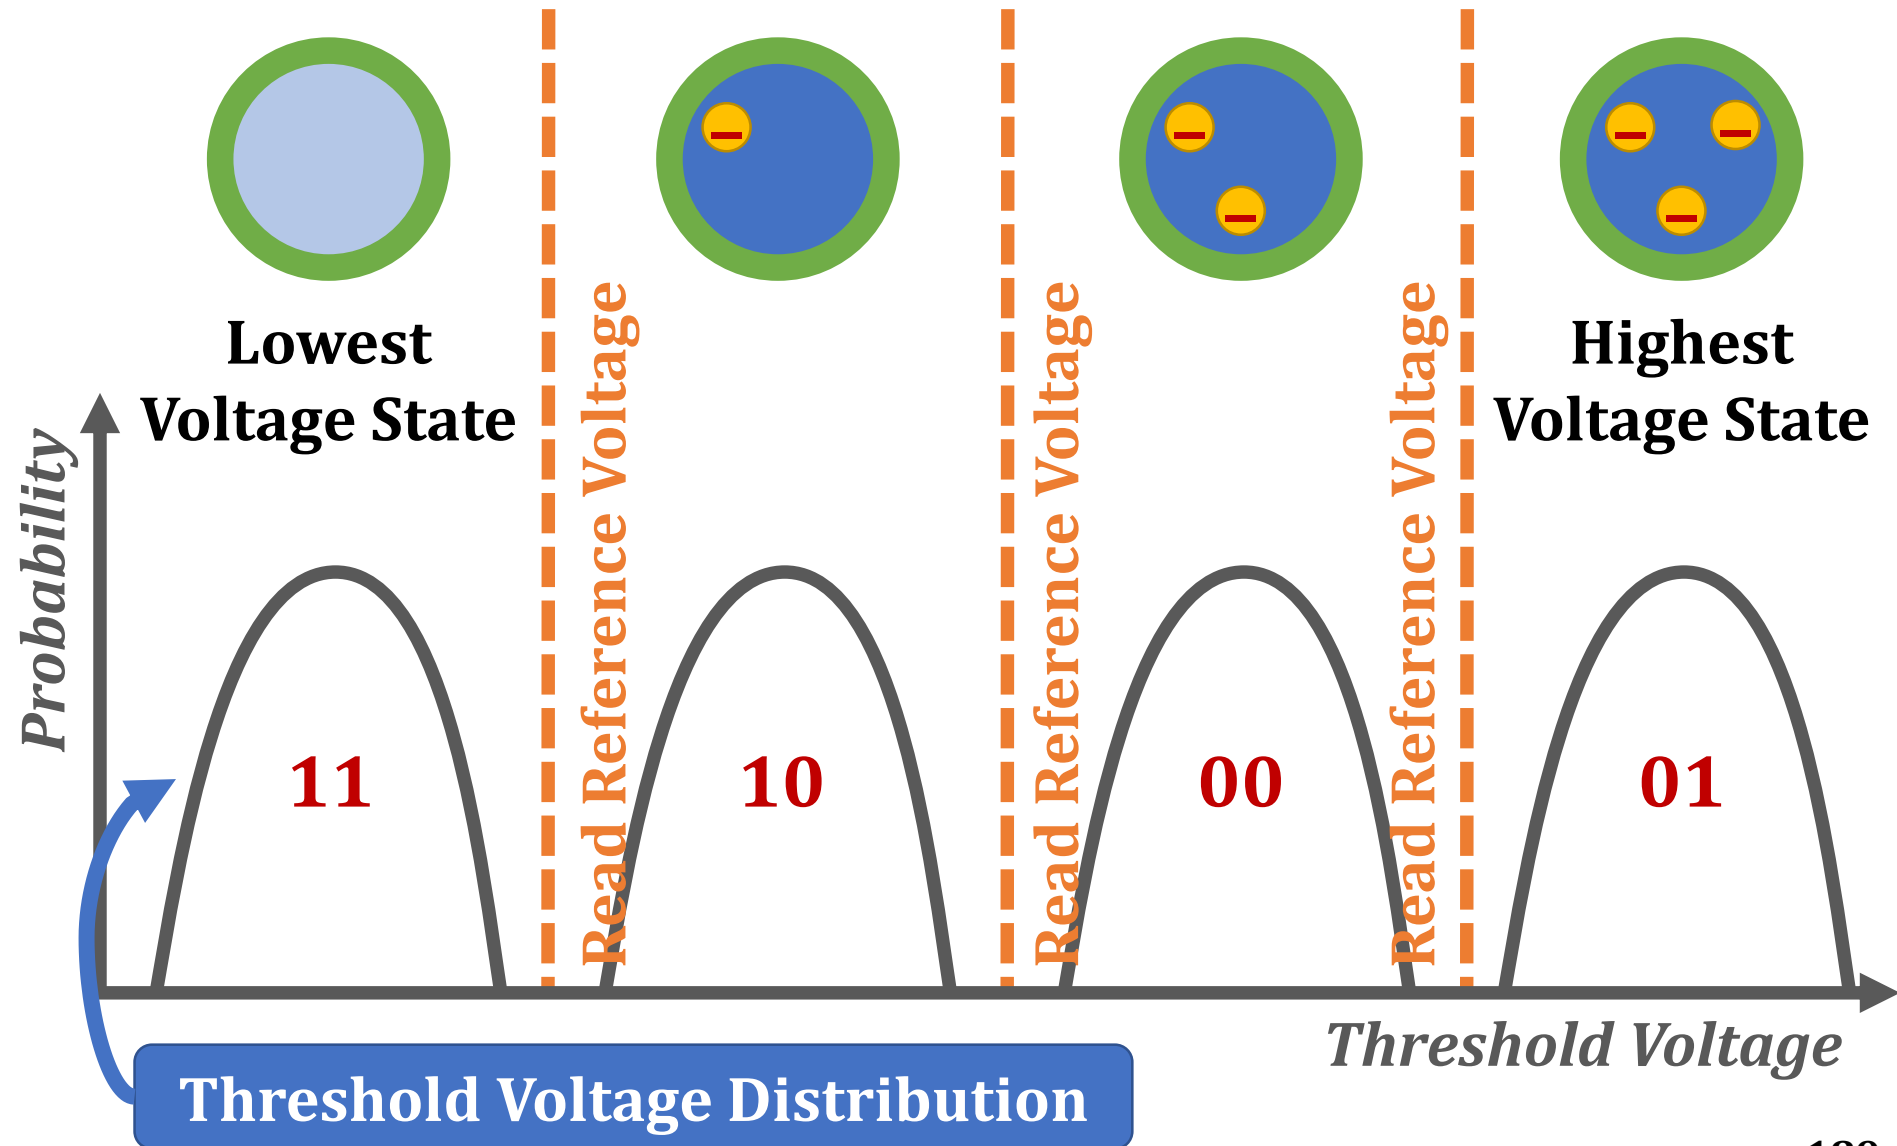 Lowest
Voltage State
Highest
Voltage State
Read Reference Voltage
Read Reference Voltage
Read Reference Voltage
Probability
11
10
00
01
Threshold Voltage
Threshold Voltage Distribution